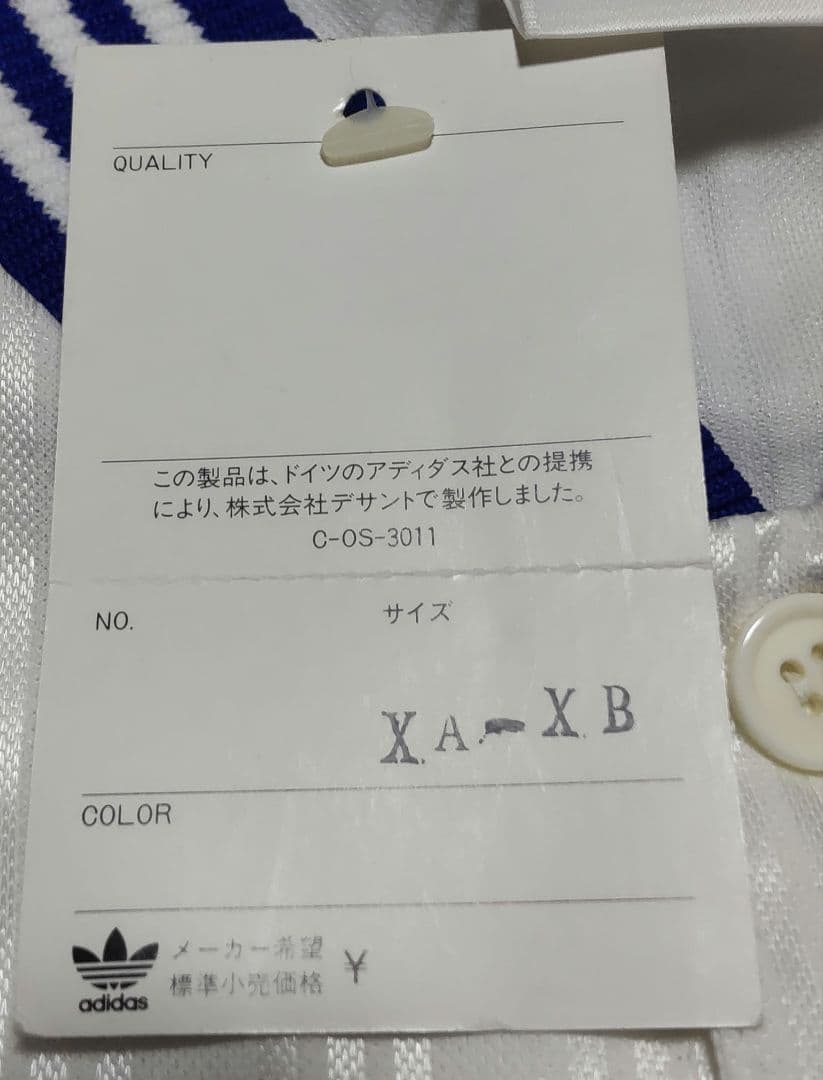 QUALITY
この製品は、ドイツのアディダス社との提携
により、株式会社デサントで製作しました。
C-OS-3011
NO.
サイズ
X.A-X.B
COLOR
adidas
メーカー希望
標準小売価格
¥